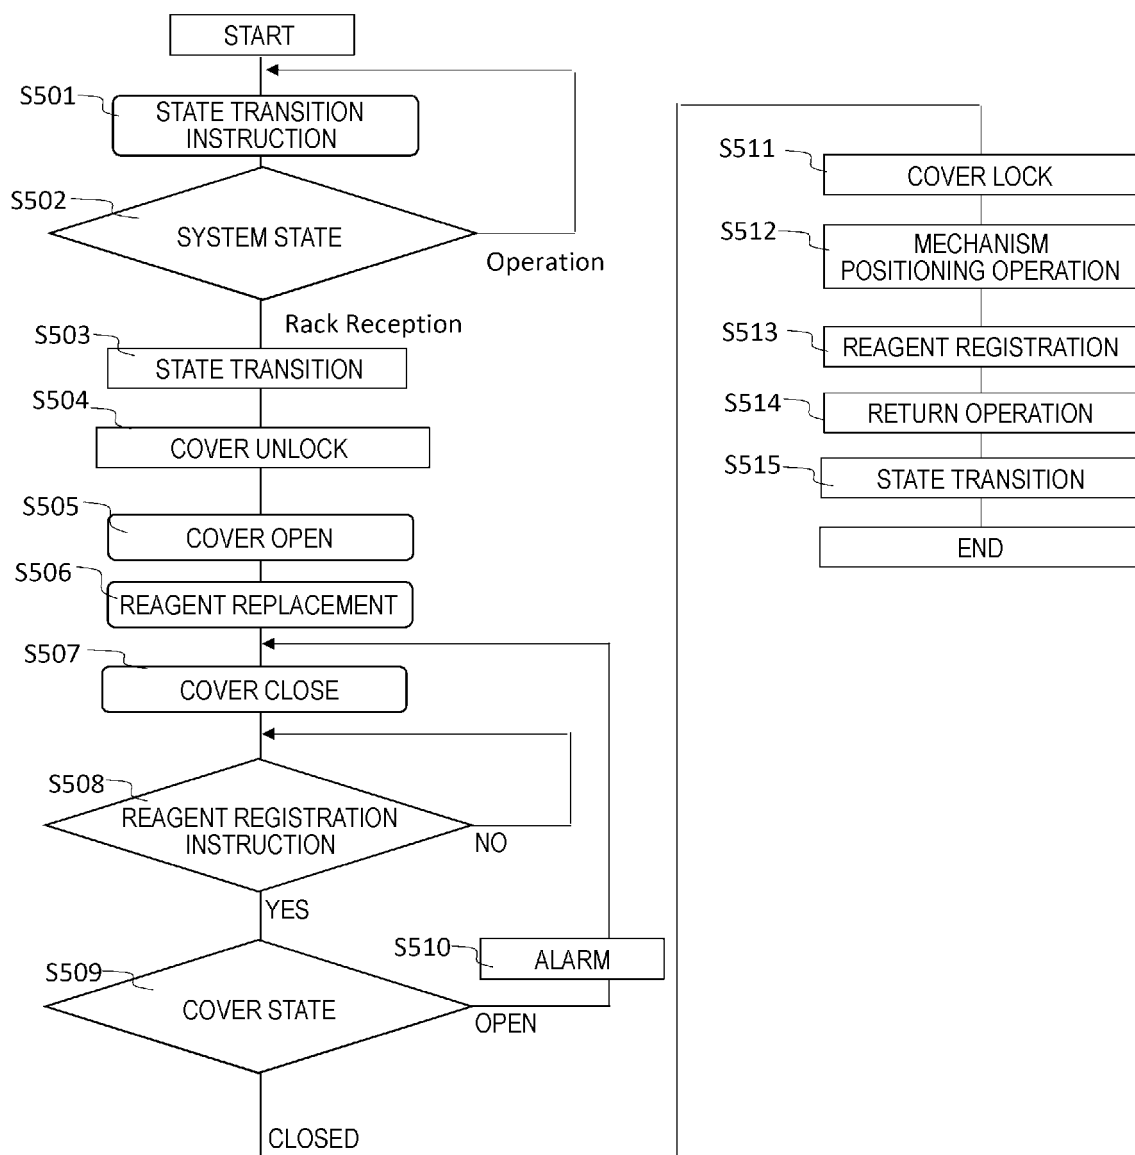 START
S501
STATE TRANSITION
INSTRUCTION
S502
SYSTEM STATE
Operation
Rack Reception
S503
STATE TRANSITION
S504
COVER UNLOCK
S505
COVER OPEN
S506
REAGENT REPLACEMENT
S507
COVER CLOSE
S508
REAGENT REGISTRATION
INSTRUCTION
NO
YES
S509
COVER STATE
OPEN
S510
ALARM
CLOSED
S511
COVER LOCK
S512
MECHANISM
POSITIONING OPERATION
S513
REAGENT REGISTRATION
S514
RETURN OPERATION
S515
STATE TRANSITION
END